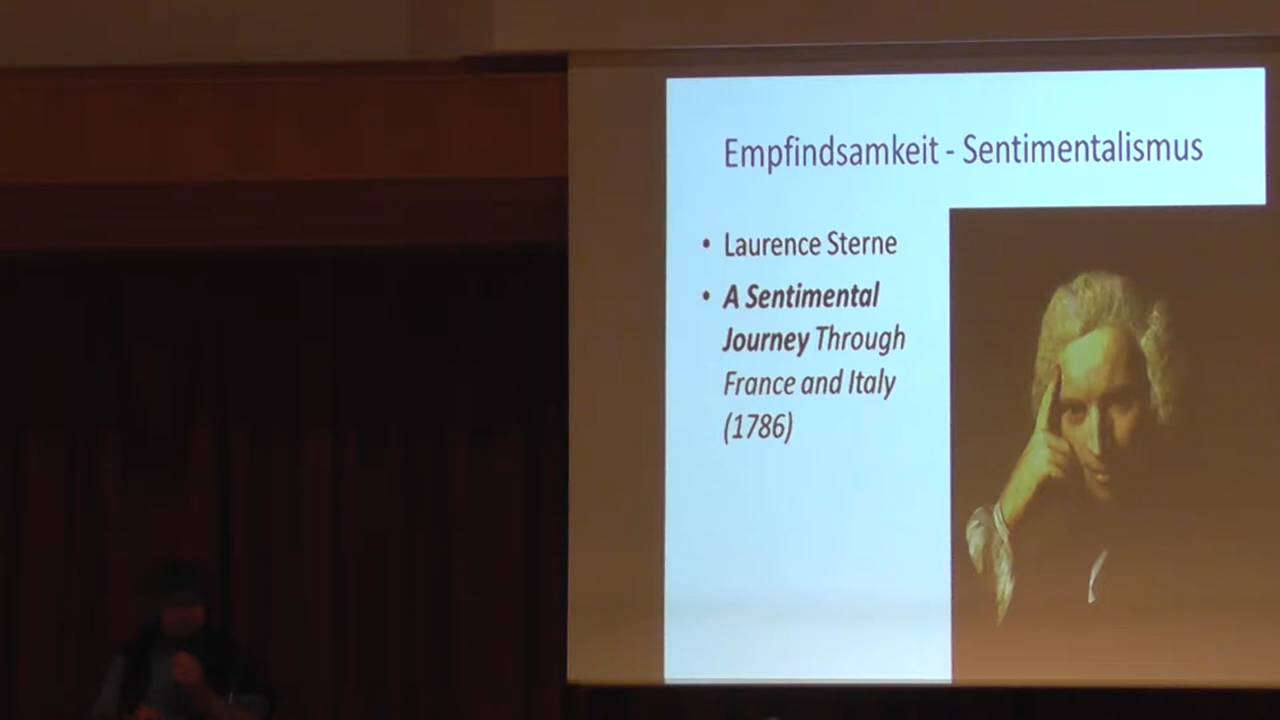 Empfindsamkeit - Sentimentalismus
• Laurence Sterne
• A Sentimental
Journey Through
France and Italy
(1786)